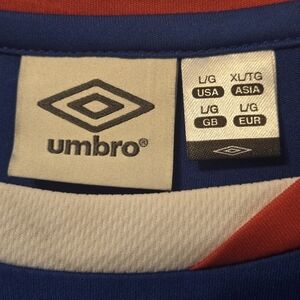 umbro®
L/G XL/TG
USA ASIA
L/G L/G
GB EUR